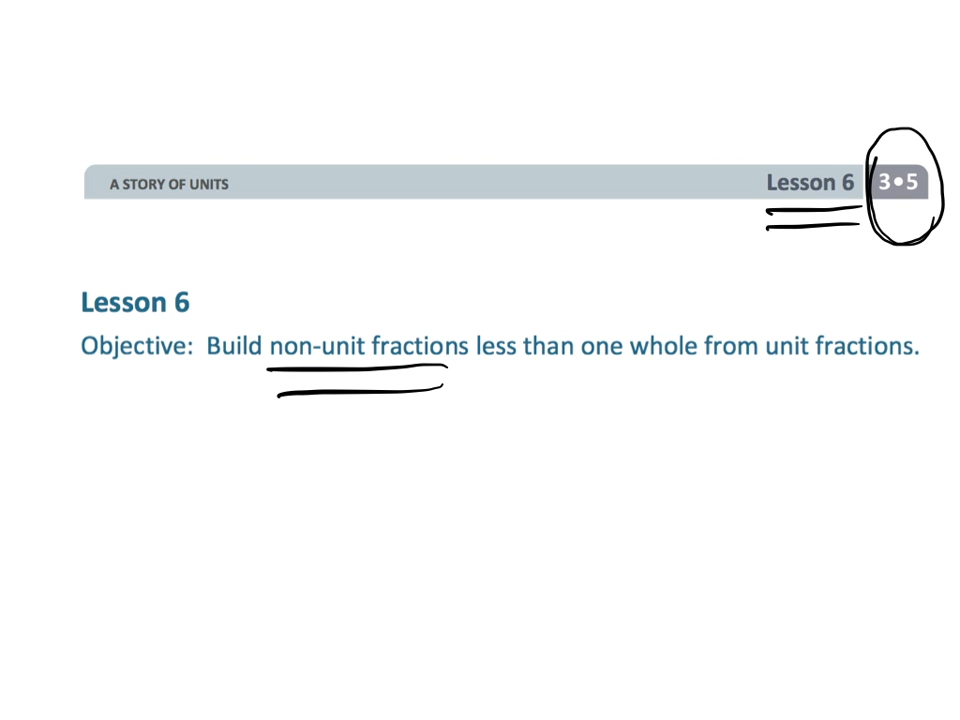 A STORY OF UNITS Lesson 6 3•5
Lesson 6
Objective: Build non-unit fractions less than one whole from unit fractions.